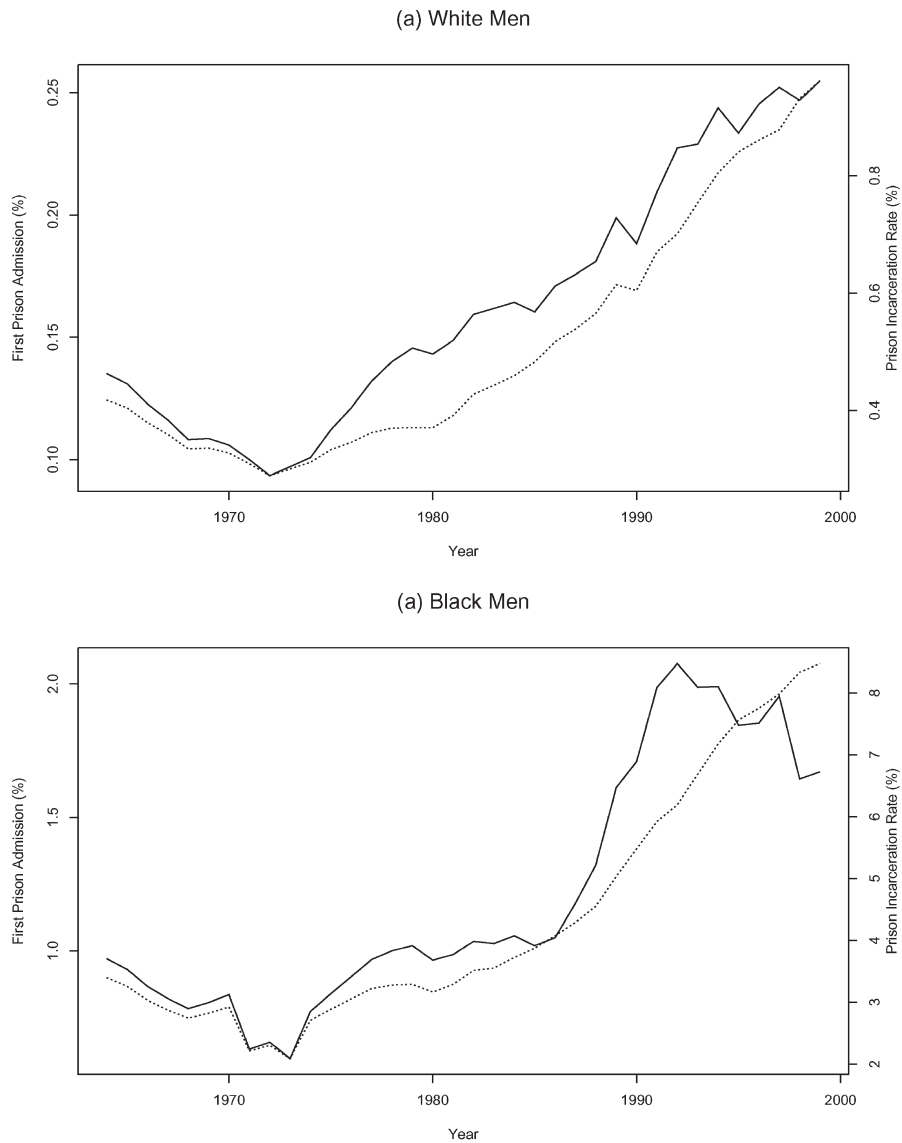 (a) White Men
0.25
0.20
0.15
0.10
First Prison Admission (%)
0.8
0.6
0.4
Prison Incarceration Rate (%)
1970 1980 1990 2000
Year
(a) Black Men
2.0
1.5
1.0
First Prison Admission (%)
8
7
6
5
4
3
2
Prison Incarceration Rate (%)
1970 1980 1990 2000
Year